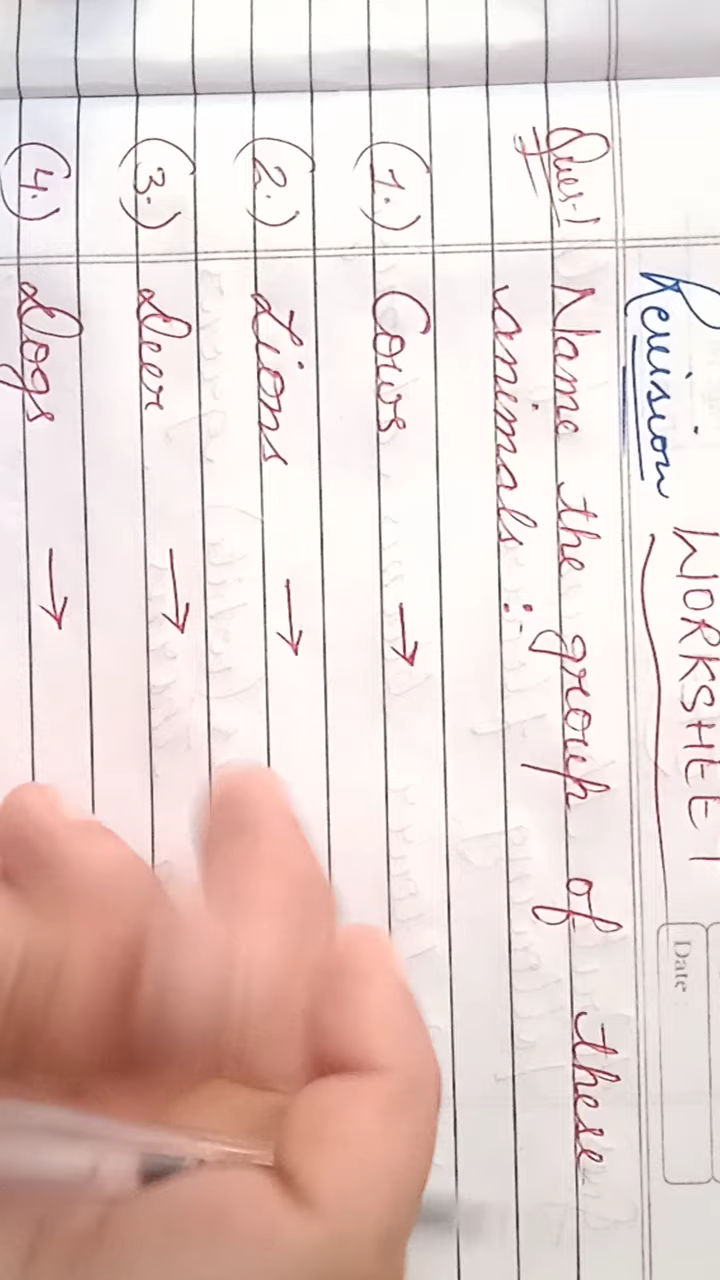 Revision WORKSHEET
Date
Ques-1 Name the group of these
animals :-
(1.) Cows →
(2.) Lions →
(3.) Deer →
(4.) Dogs →